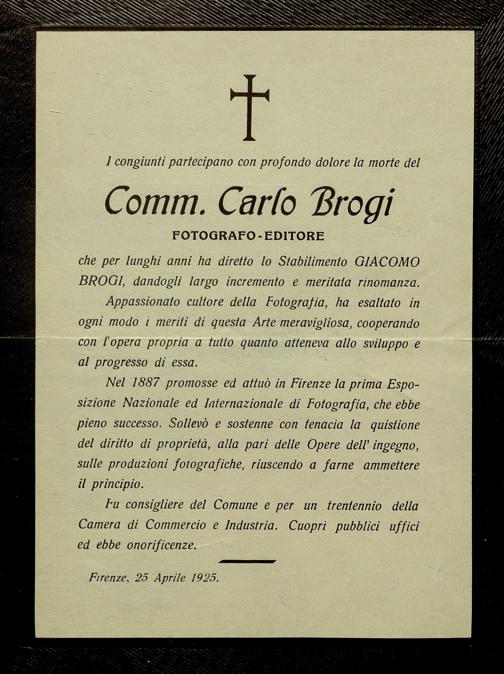 I congiunti partecipano con profondo dolore la morte del
Comm. Carlo Brogi
FOTOGRAFO-EDITORE
che per lunghi anni ha diretto lo Stabilimento GIACOMO
BROGI, dandogli largo incremento e meritata rinomanza.
Appassionato cultore della Fotografia, ha esaltato in
ogni modo i meriti di questa Arte meravigliosa, cooperando
con l'opera propria a tutto quanto atteneva allo sviluppo e
al progresso di essa.
Nel 1887 promosse ed attuò in Firenze la prima Espo-
sizione Nazionale ed Internazionale di Fotografia, che ebbe
pieno successo. Sollevò e sostenne con tenacia la quistione
del diritto di proprietà, alla pari delle Opere dell' ingegno,
sulle produzioni fotografiche, riuscendo a farne ammettere
il principio.
Fu consigliere del Comune e per un trentennio della
Camera di Commercio e Industria. Cuoprì pubblici uffici
ed ebbe onorificenze.
Firenze, 25 Aprile 1925.